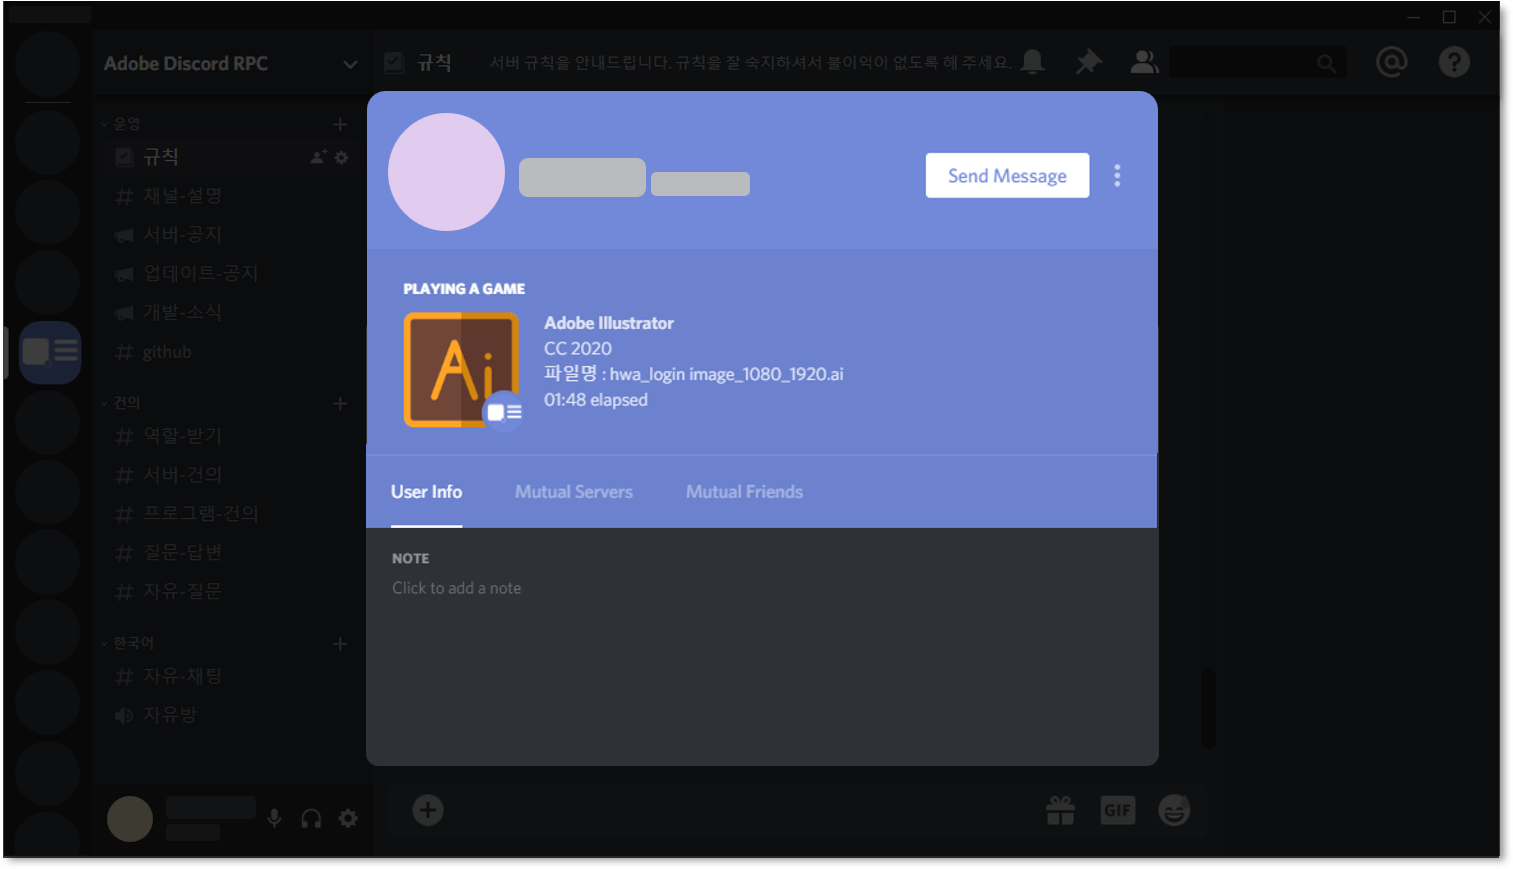 Adobe Discord RPC
규칙
서버 규칙을 안내드립니다. 규칙을 잘 숙지하셔서 불이익이 없도록 해 주세요.
운영
규칙
채널-설명
서버-공지
업데이트-공지
개발-소식
github
건의
역할-받기
서버-건의
프로그램-건의
질문-답변
자유-질문
한국어
자유-채팅
자유방
Send Message
PLAYING A GAME
Ai
Adobe Illustrator
CC 2020
파일명 : hwa_login image_1080_1920.ai
01:48 elapsed
User Info
Mutual Servers
Mutual Friends
NOTE
Click to add a note
GIF